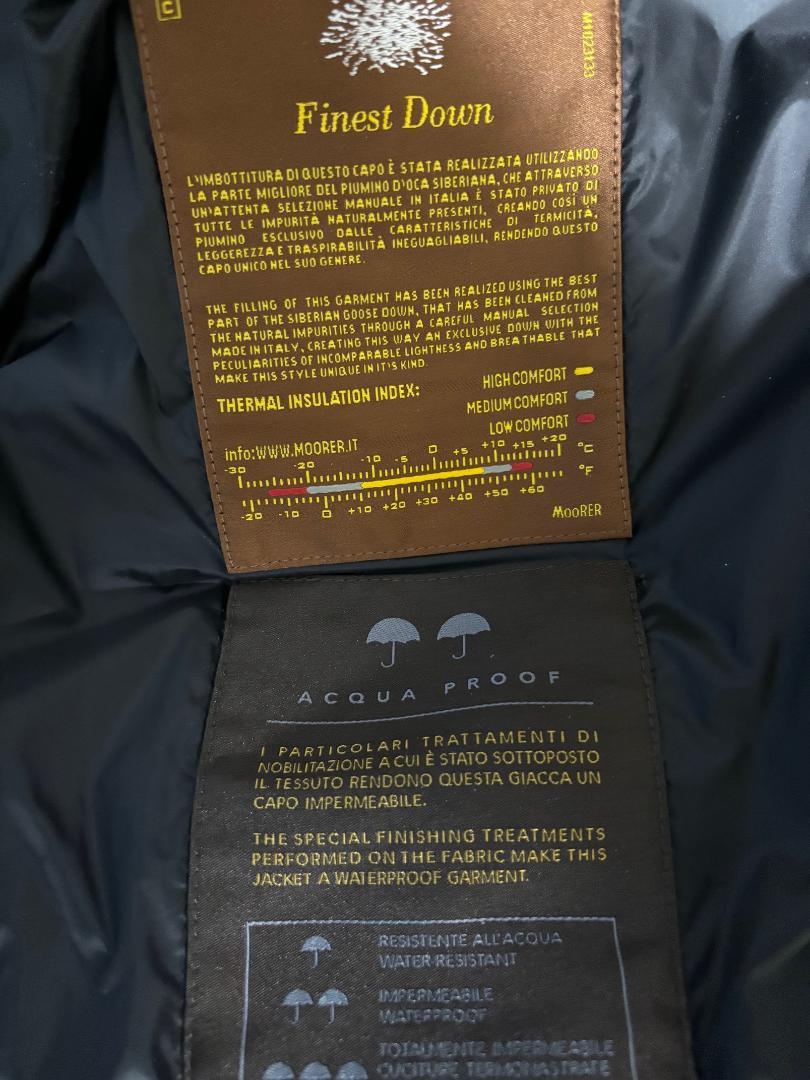 C
M1023133
Finest Down
L'IMBOTTITURA DI QUESTO CAPO È STATA REALIZZATA UTILIZZANDO
LA PARTE MIGLIORE DEL PIUMINO D'OCA SIBERIANA, CHE ATTRAVERSO
UN'ATTENTA SELEZIONE MANUALE IN ITALIA È STATO PRIVATO DI
TUTTE LE IMPURITÀ NATURALMENTE PRESENTI, CREANDO COSÌ UN
PIUMINO ESCLUSIVO DALLE CARATTERISTICHE DI TERMICITÀ,
LEGGEREZZA E TRASPIRABILITÀ INEGUAGLIABILI, RENDENDO QUESTO
CAPO UNICO NEL SUO GENERE.
THE FILLING OF THIS GARMENT HAS BEEN REALIZED USING THE BEST
PART OF THE SIBERIAN GOOSE DOWN, THAT HAS BEEN CLEANED FROM
THE NATURAL IMPURITIES THROUGH A CAREFUL MANUAL SELECTION
MADE IN ITALY, CREATING THIS WAY AN EXCLUSIVE DOWN WITH THE
PECULIARITIES OF INCOMPARABLE LIGHTNESS AND BREATHABLE THAT
MAKE THIS STYLE UNIQUE IN IT'S KIND.
THERMAL INSULATION INDEX:
HIGH COMFORT
MEDIUM COMFORT
LOW COMFORT
info: WWW.MOORER.IT
-30 -20 -10 -5 0 +5 +10 +15 +20 °C
-20 -10 0 +10 +20 +30 +40 +50 +60 °F
MOORER
ACQUA PROOF
I PARTICOLARI TRATTAMENTI DI
NOBILITAZIONE A CUI È STATO SOTTOPOSTO
IL TESSUTO RENDONO QUESTA GIACCA UN
CAPO IMPERMEABILE.
THE SPECIAL FINISHING TREATMENTS
PERFORMED ON THE FABRIC MAKE THIS
JACKET A WATERPROOF GARMENT.
RESISTENTE ALL'ACQUA
WATER-RESISTANT
IMPERMEABILE
WATERPROOF
TOTALMENTE IMPERMEABILE
CUCITURE TERMONASTRATE